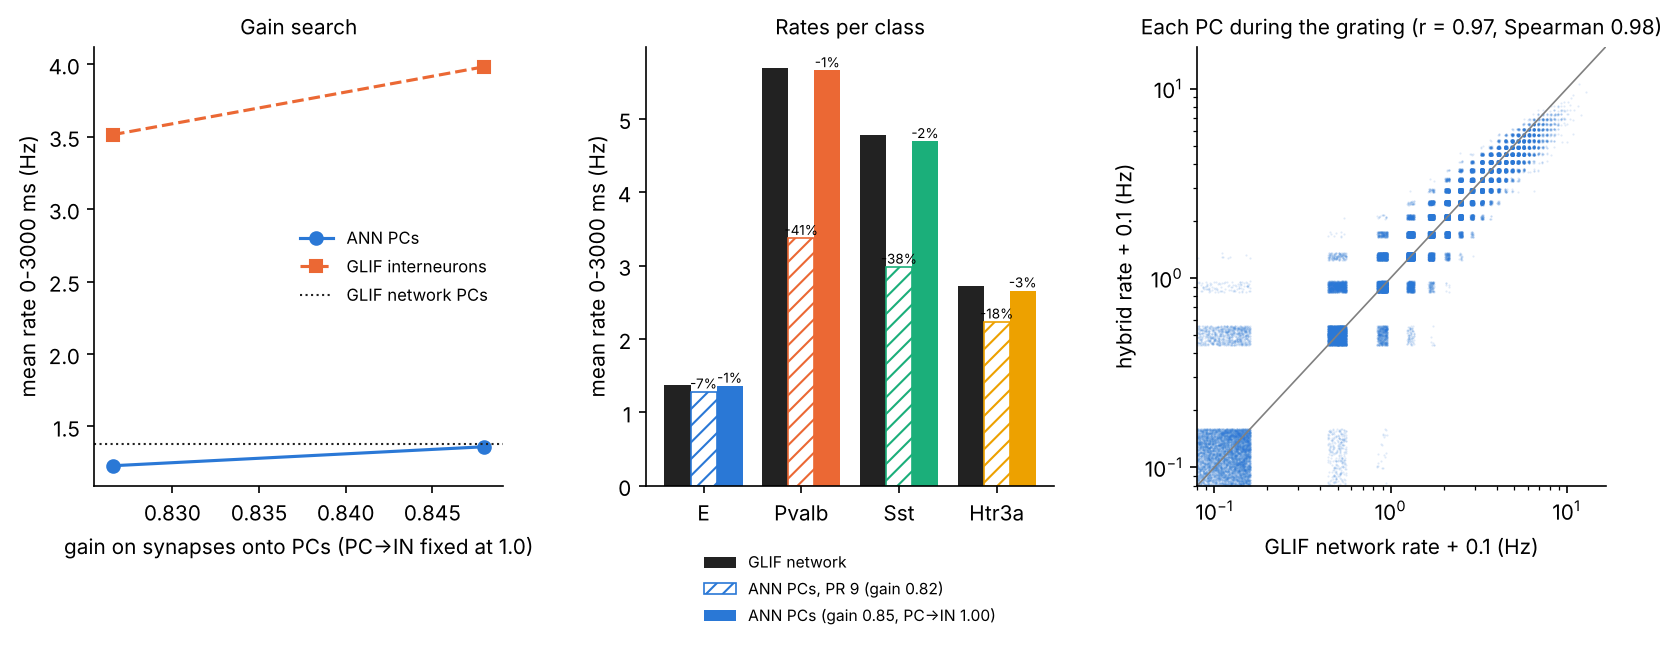 Gain search
mean rate 0-3000 ms (Hz)
4.0
3.5
3.0
2.5
2.0
1.5
ANN PCs
GLIF interneurons
GLIF network PCs
0.830
0.835
0.840
0.845
gain on synapses onto PCs (PC→IN fixed at 1.0)
Rates per class
mean rate 0-3000 ms (Hz)
5
4
3
2
1
0
-7%
-1%
-41%
-1%
-38%
-2%
-18%
-3%
E
Pvalb
Sst
Htr3a
GLIF network
ANN PCs, PR 9 (gain 0.82)
ANN PCs (gain 0.85, PC→IN 1.00)
Each PC during the grating (r = 0.97, Spearman 0.98)
hybrid rate + 0.1 (Hz)
10¹
10⁰
10⁻¹
10⁻¹
10⁰
10¹
GLIF network rate + 0.1 (Hz)